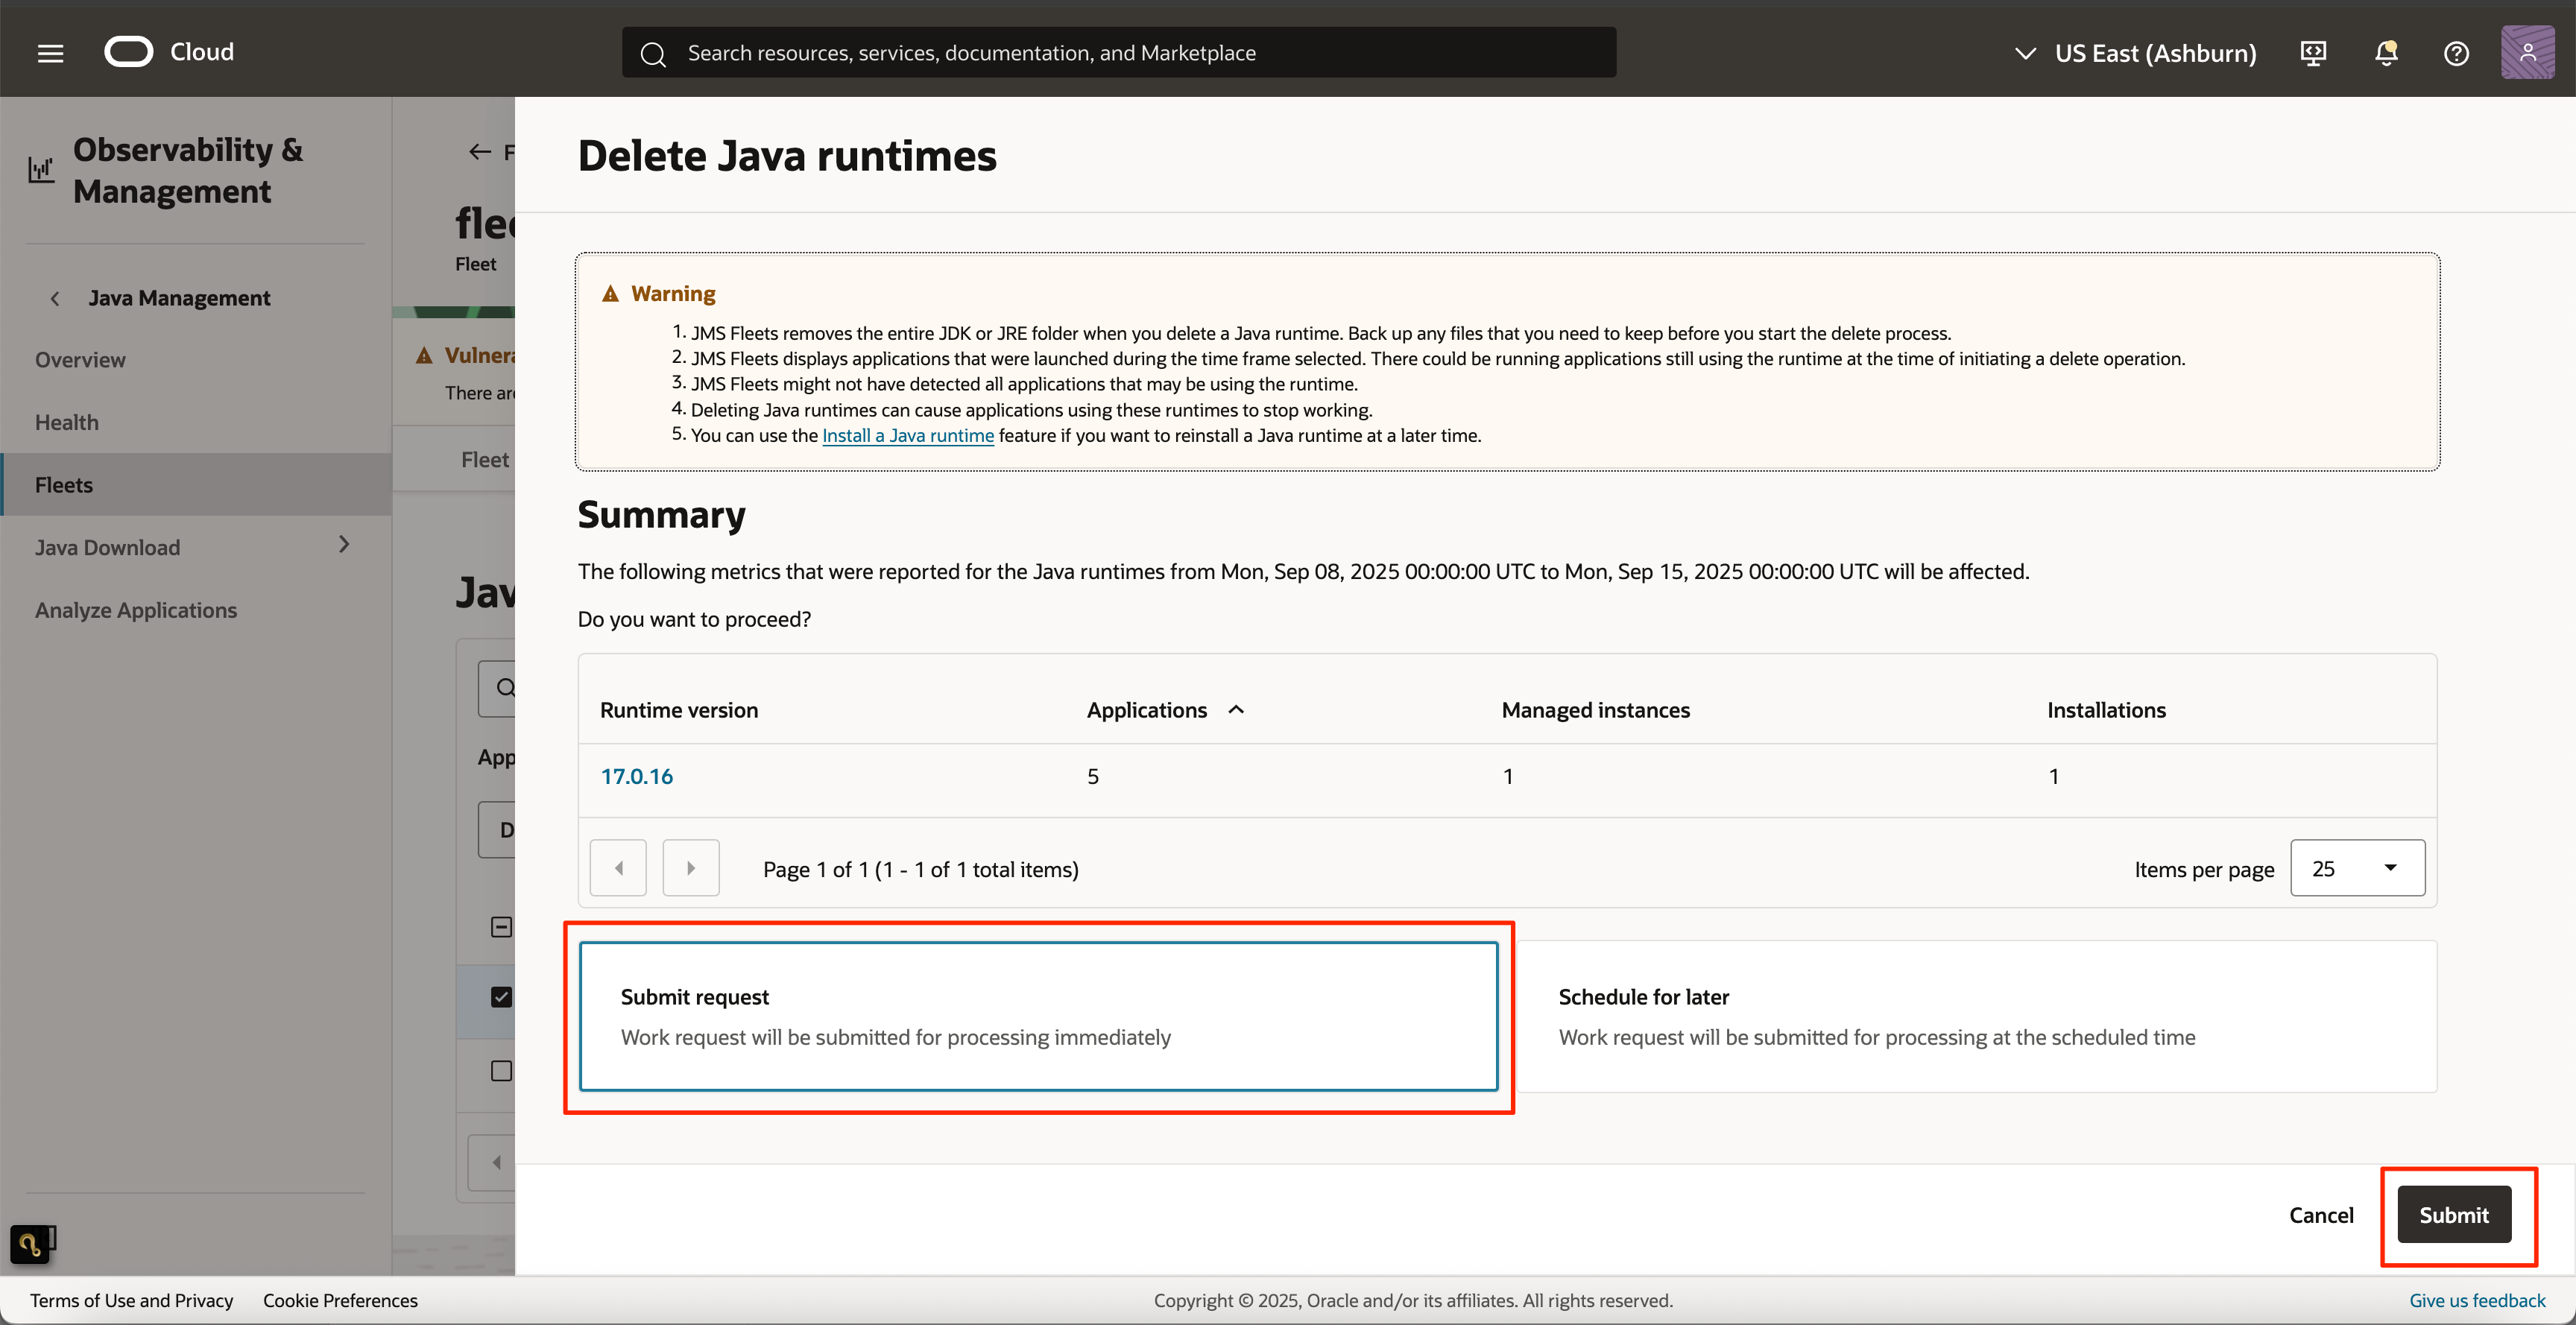 Cloud
Search resources, services, documentation, and Marketplace
US East (Ashburn)
Observability &
Management
Java Management
Overview
Health
Fleets
Java Download
Analyze Applications
Fleet
There
Fleet
Delete Java runtimes
Warning
1. JMS Fleets removes the entire JDK or JRE folder when you delete a Java runtime. Back up any files that you need to keep before you start the delete process.
2. JMS Fleets displays applications that were launched during the time frame selected. There could be running applications still using the runtime at the time of initiating a delete operation.
3. JMS Fleets might not have detected all applications that may be using the runtime.
4. Deleting Java runtimes can cause applications using these runtimes to stop working.
5. You can use the Install a Java runtime feature if you want to reinstall a Java runtime at a later time.
Summary
The following metrics that were reported for the Java runtimes from Mon, Sep 08, 2025 00:00:00 UTC to Mon, Sep 15, 2025 00:00:00 UTC will be affected.
Do you want to proceed?
Runtime version Applications Managed instances Installations
17.0.16 5 1 1
Page 1 of 1 (1 - 1 of 1 total items) Items per page 25
Submit request
Work request will be submitted for processing immediately
Schedule for later
Work request will be submitted for processing at the scheduled time
Cancel Submit
Terms of Use and Privacy Cookie Preferences Copyright © 2025, Oracle and/or its affiliates. All rights reserved. Give us feedback